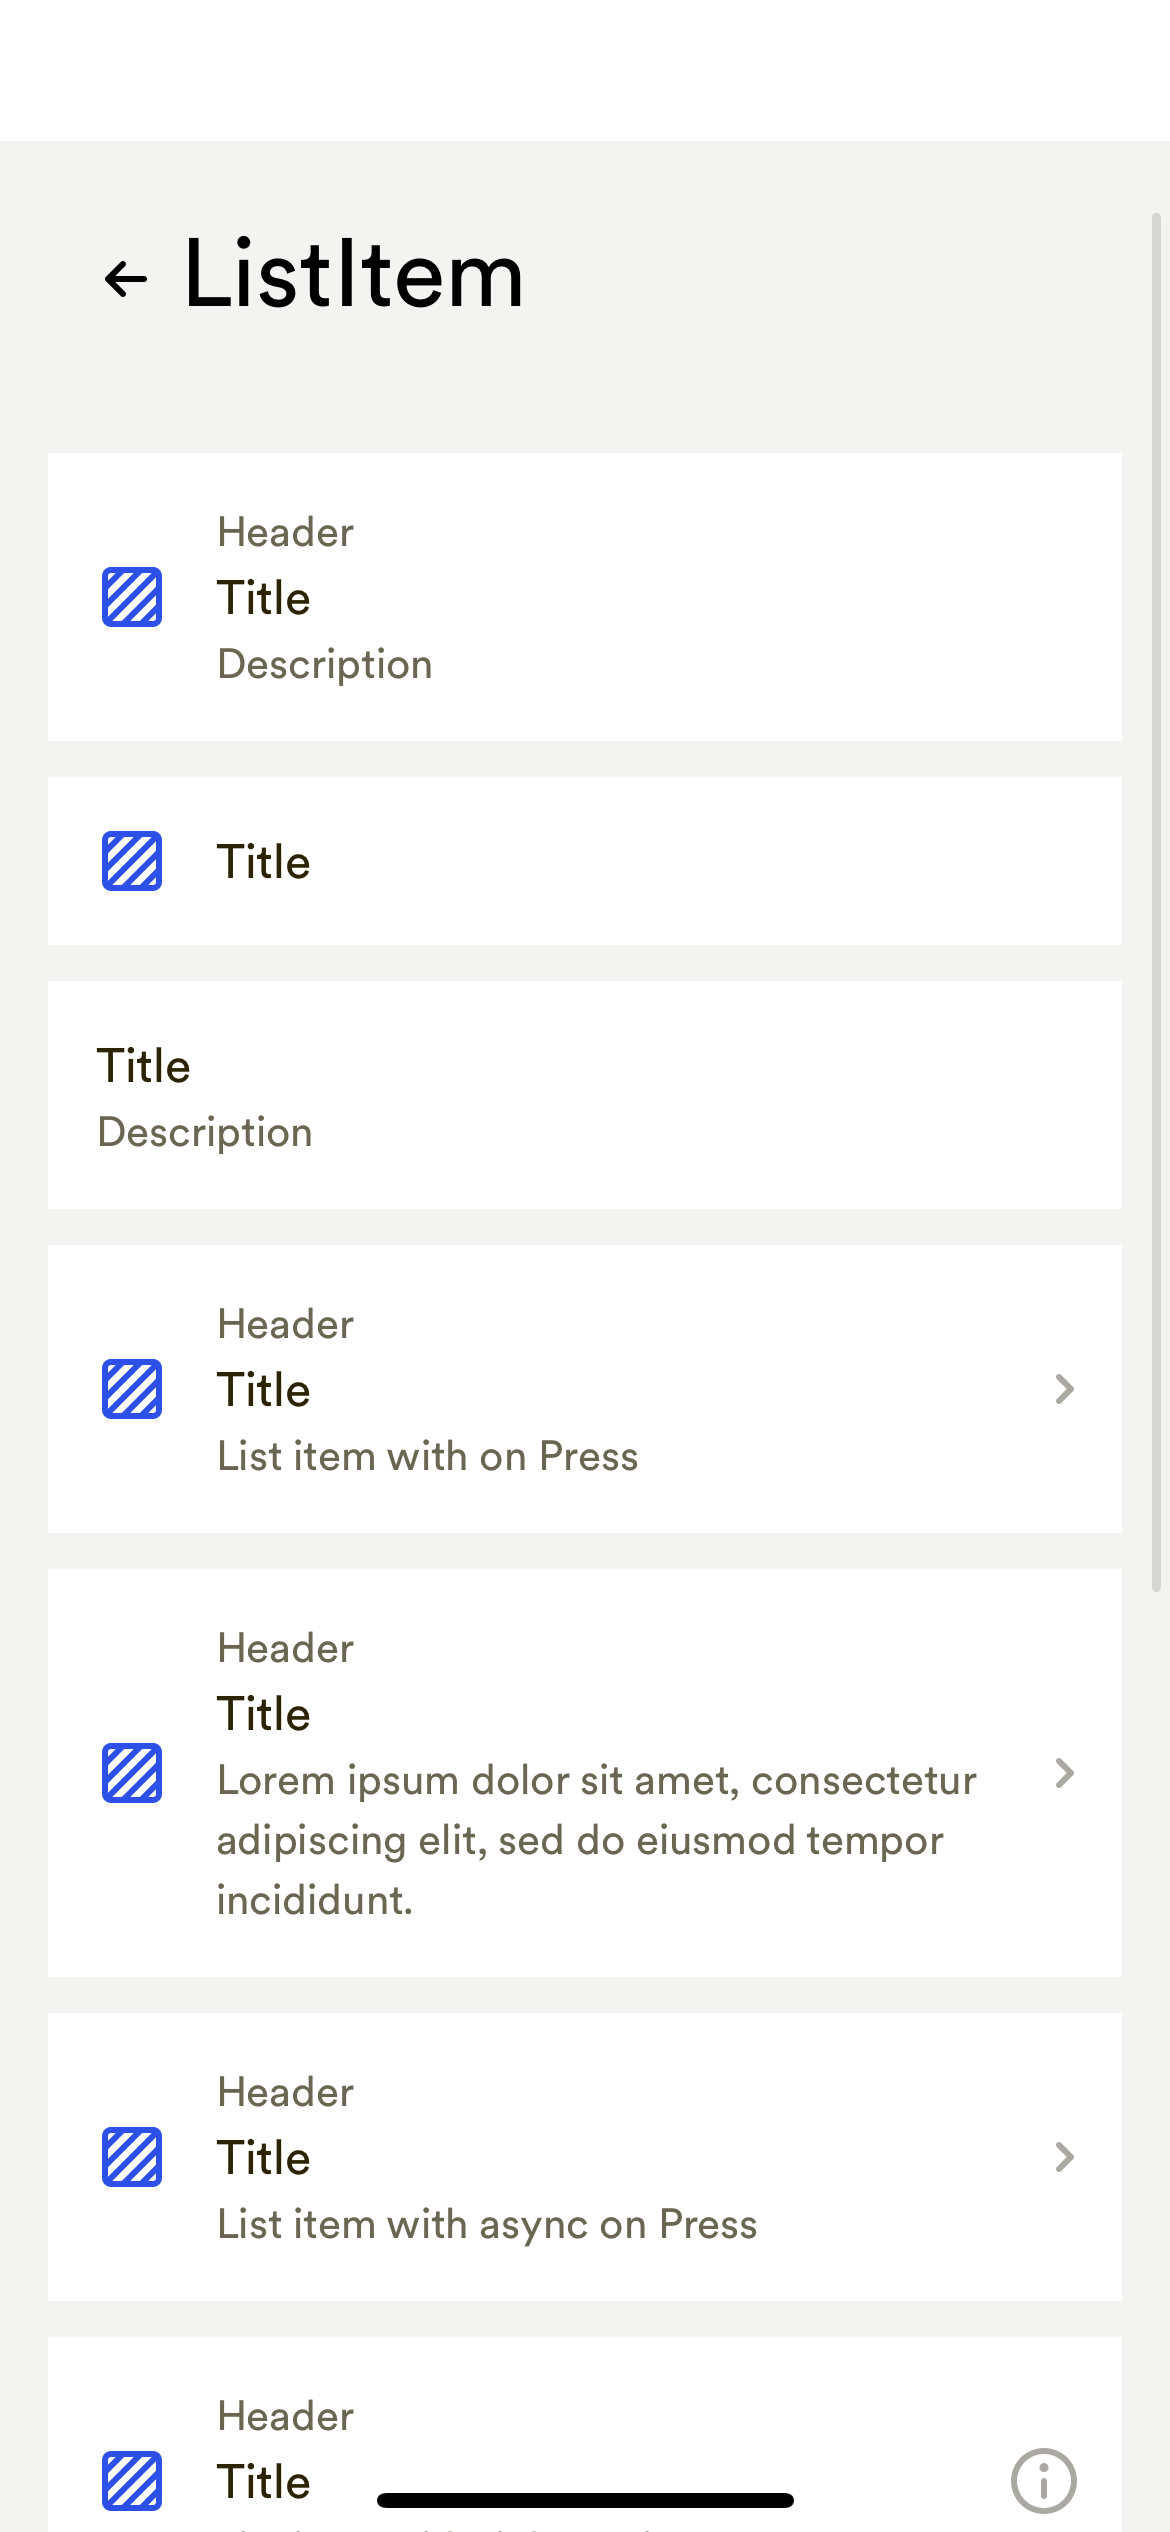 ListItem
Header
Title
Description
Title
Title
Description
Header
Title
List item with on Press
Header
Title
Lorem ipsum dolor sit amet, consectetur
adipiscing elit, sed do eiusmod tempor
incididunt.
Header
Title
List item with async on Press
Header
Title